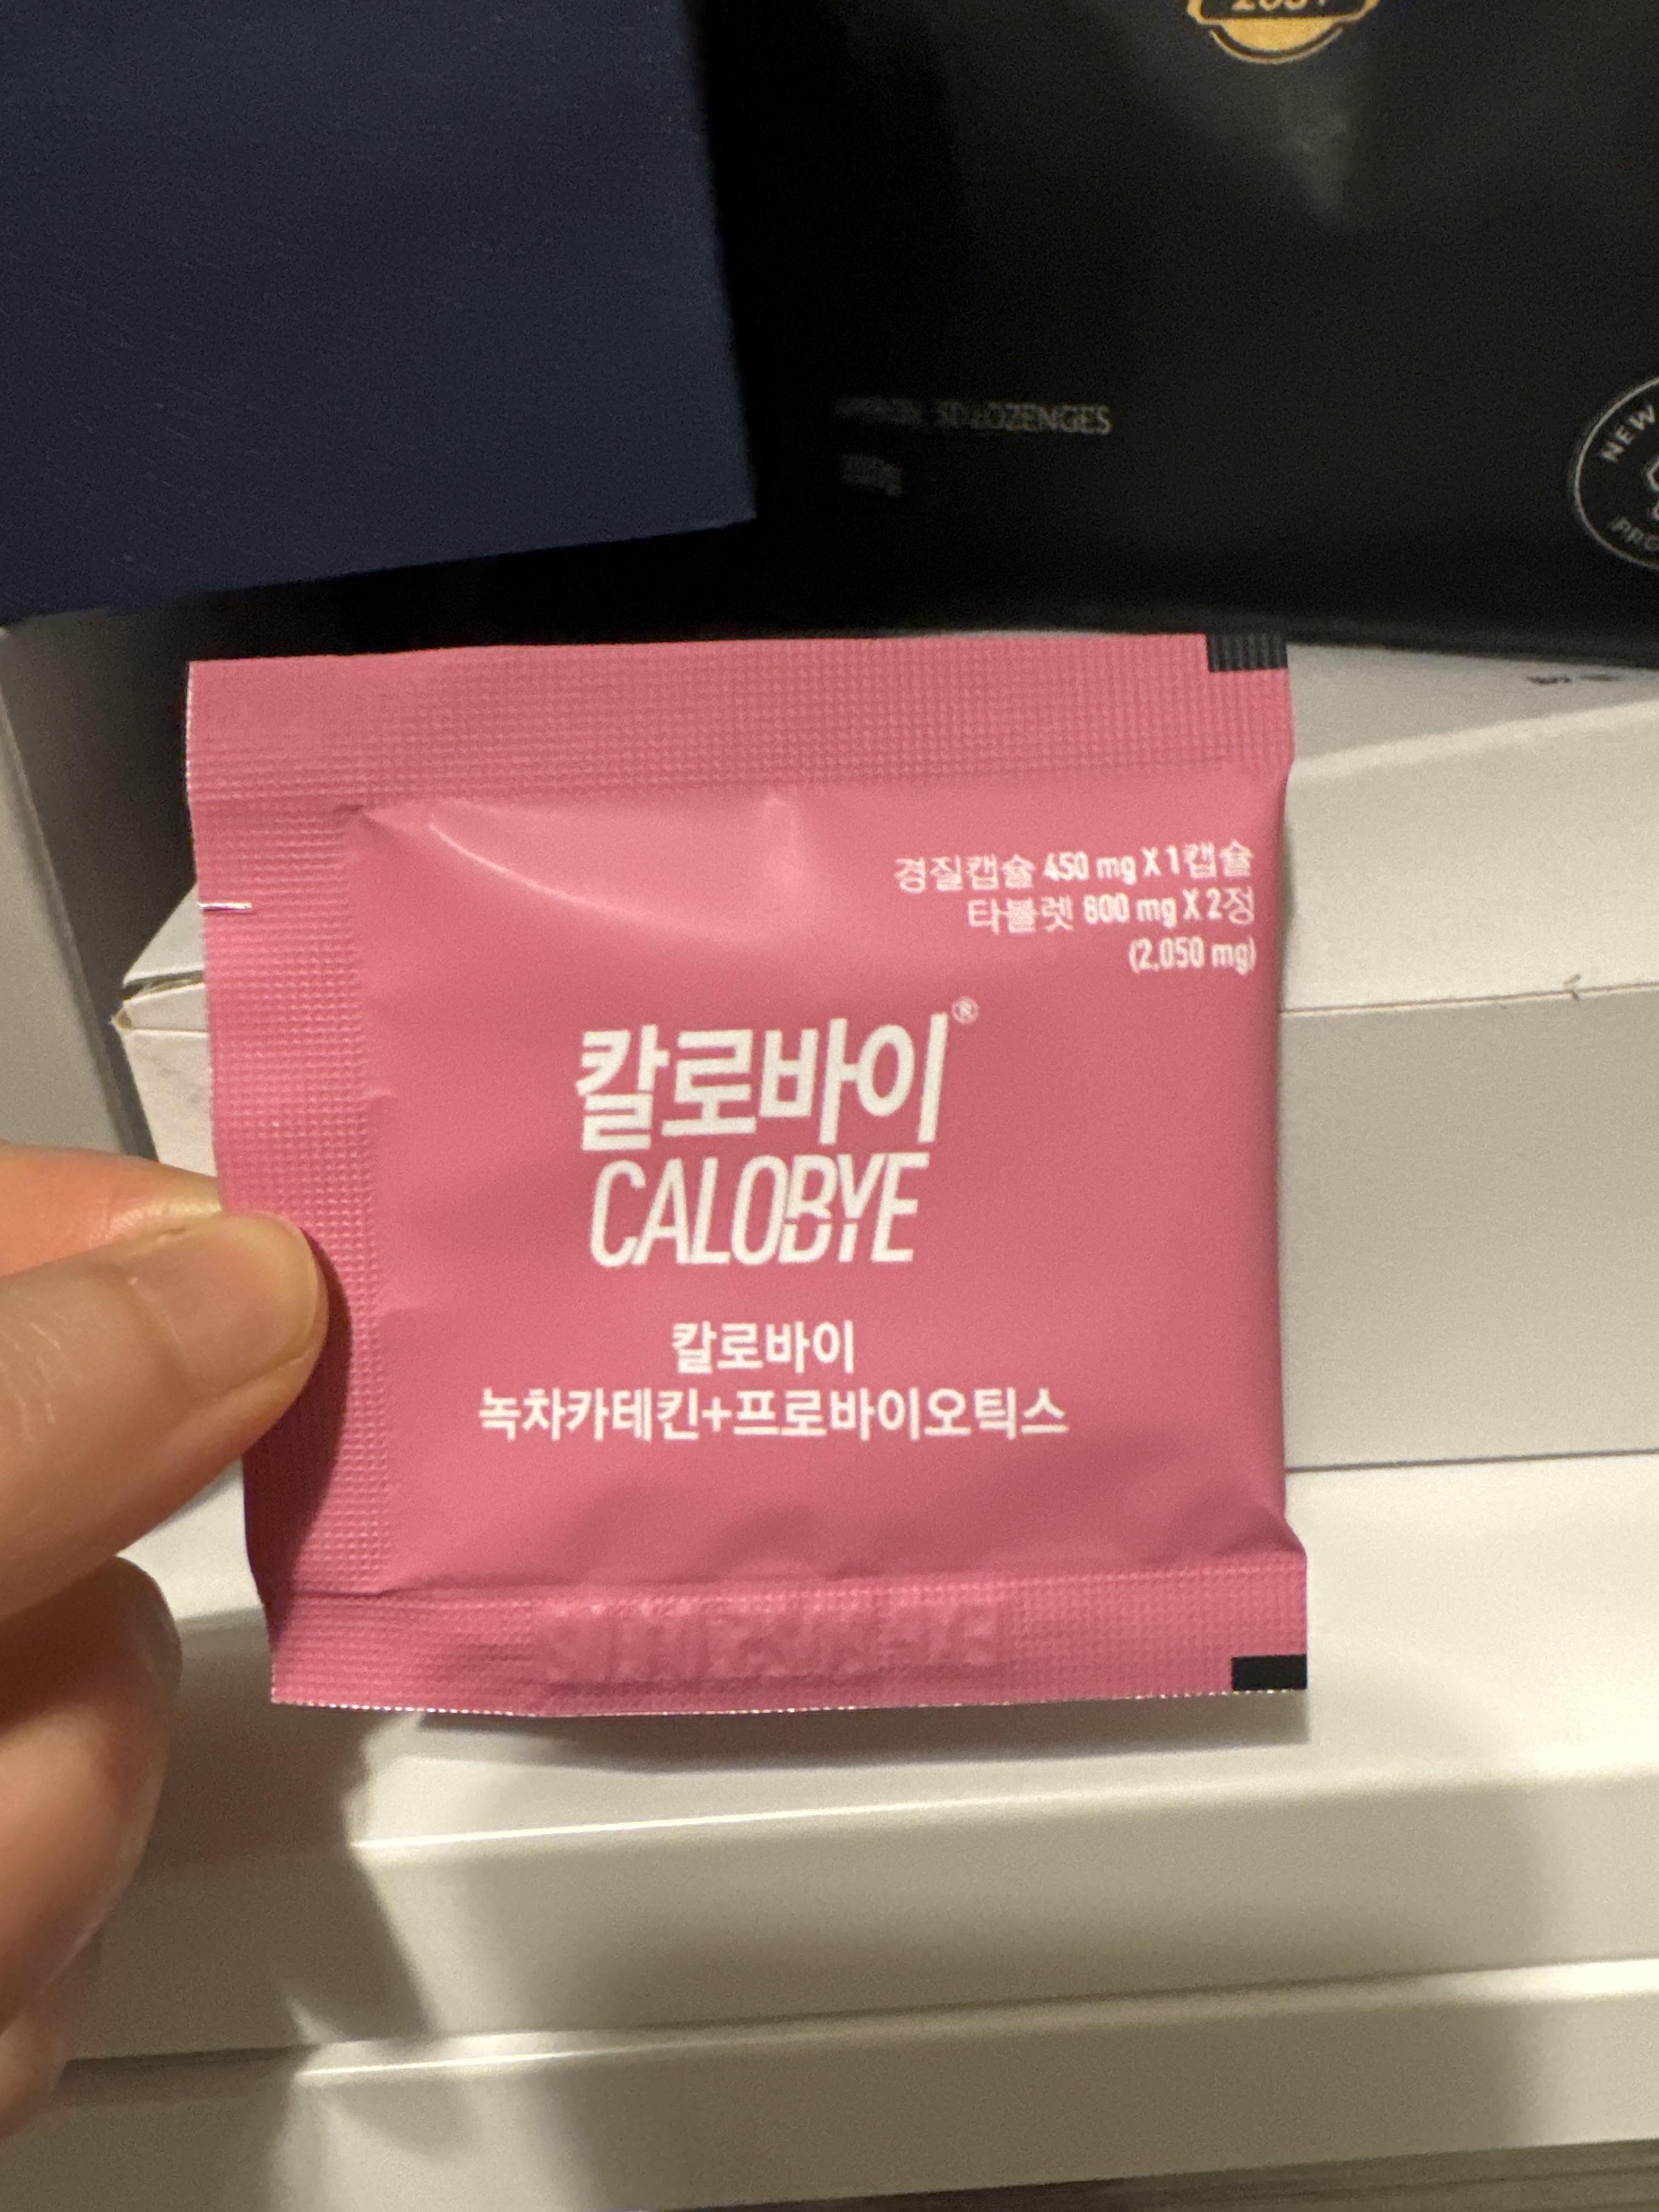 LOZENGES
NEW
경질캡슐 450 mg X 1캡슐
타블렛 800 mg X 2정
(2,050 mg)
칼로바이®
CALOBYE
칼로바이
녹차카테킨+프로바이오틱스